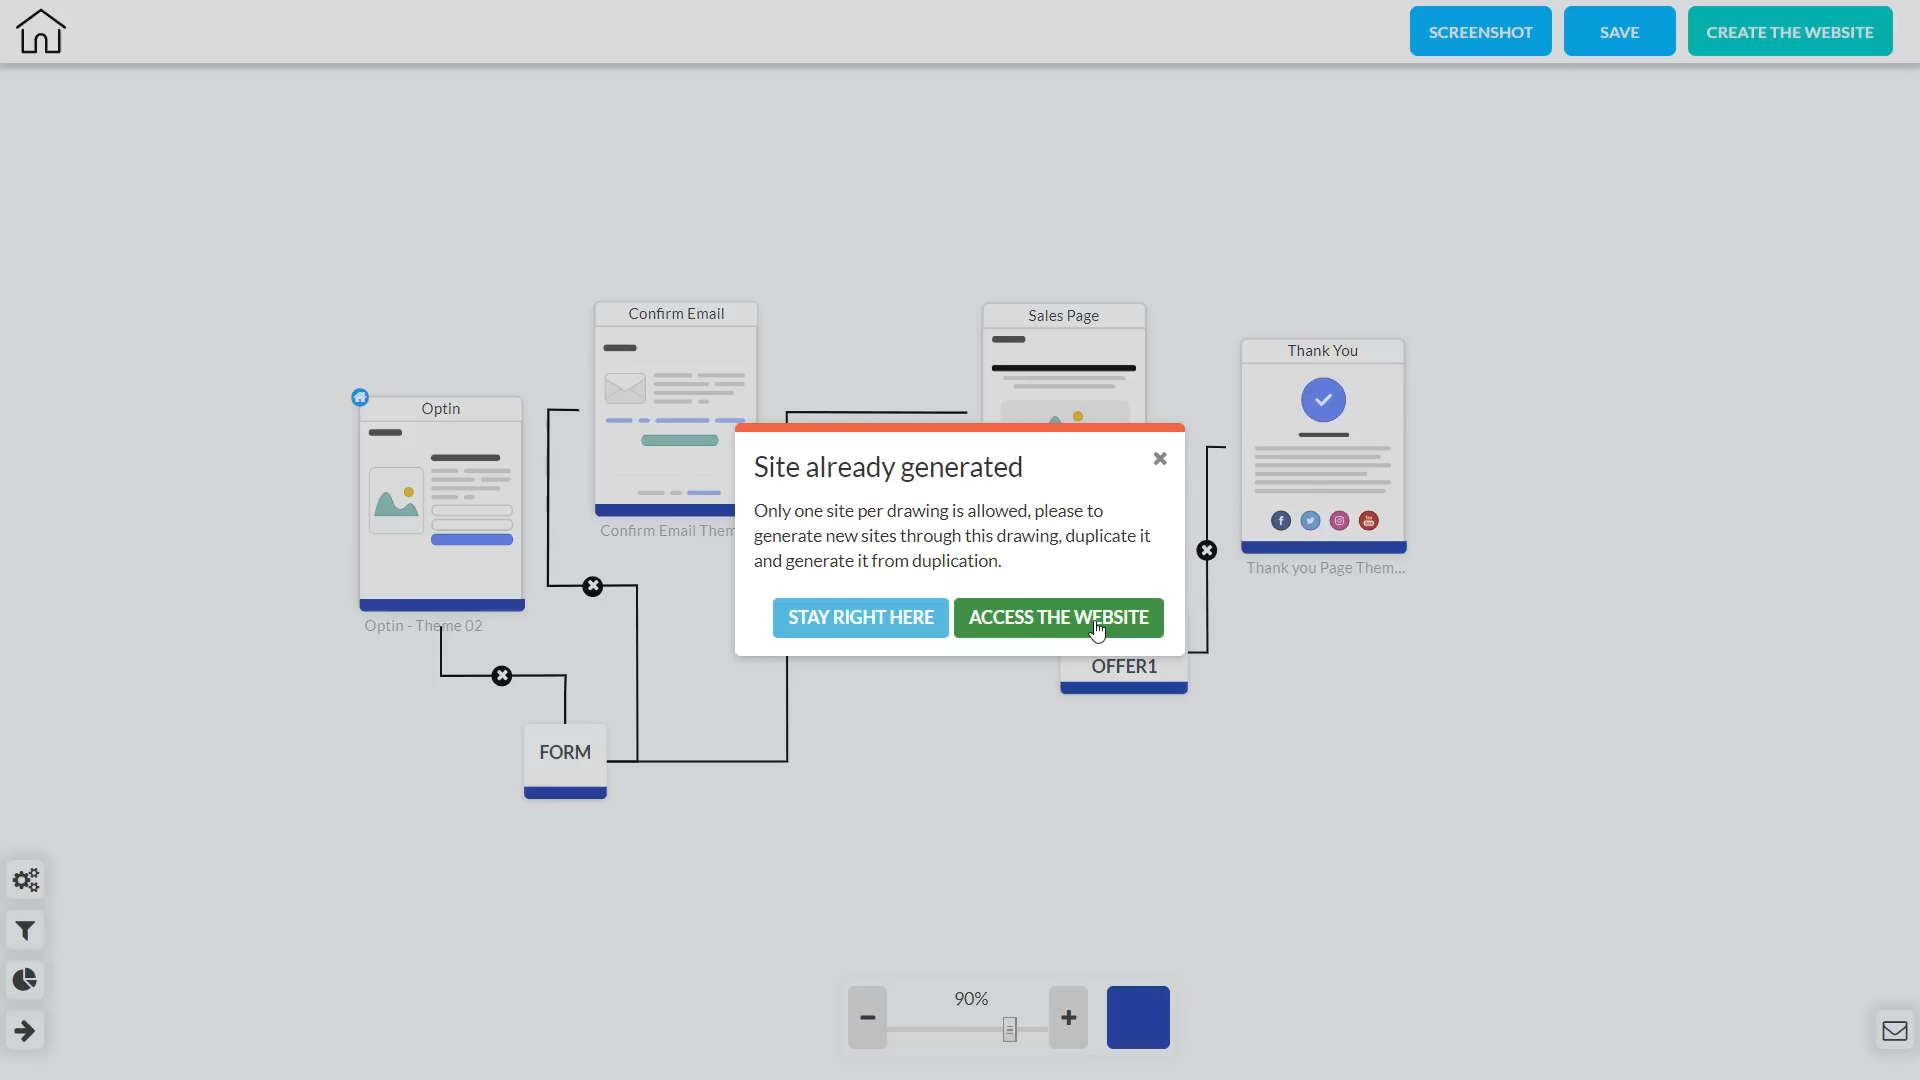 SCREENSHOT
SAVE
CREATE THE WEBSITE
Confirm Email
Sales Page
Thank You
Optin
Site already generated
Only one site per drawing is allowed, please to
generate new sites through this drawing, duplicate it
and generate it from duplication.
Confirm Email Them
Thank you Page Them...
STAY RIGHT HERE
ACCESS THE WEBSITE
Optin - Theme 02
OFFER1
FORM
90%